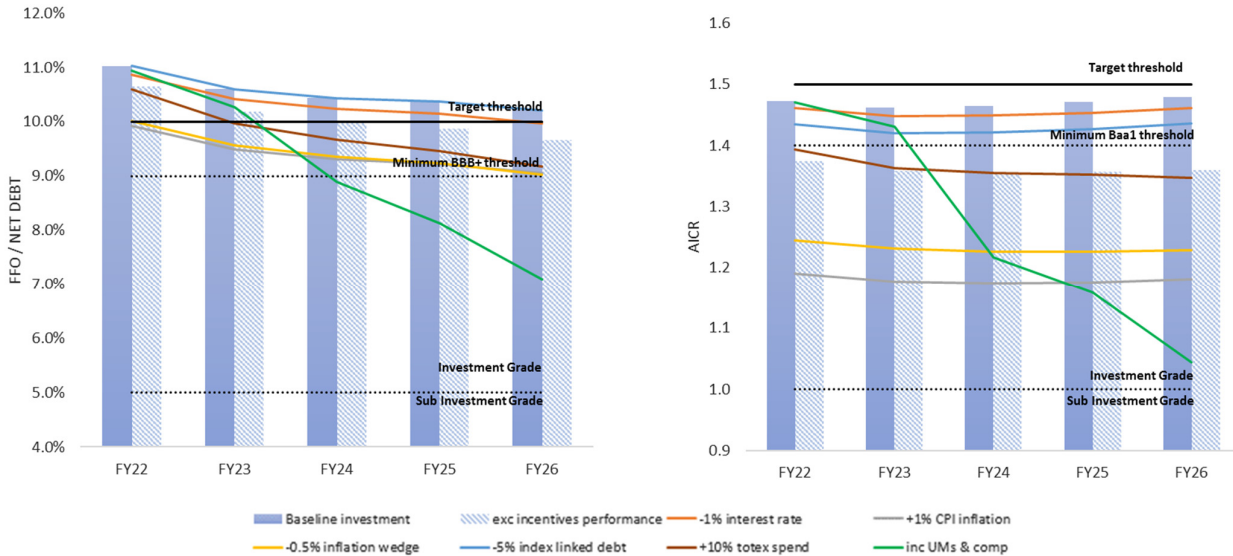 12.0%
11.0%
10.0%
9.0%
8.0%
7.0%
6.0%
5.0%
4.0%
FFO / NET DEBT
Target threshold
Minimum BBB+ threshold
Investment Grade
Sub Investment Grade
FY22 FY23 FY24 FY25 FY26
1.6
1.5
1.4
1.3
1.2
1.1
1.0
0.9
AICR
Target threshold
Minimum Baa1 threshold
Investment Grade
Sub Investment Grade
FY22 FY23 FY24 FY25 FY26
Baseline investment exc incentives performance -1% interest rate +1% CPI inflation
-0.5% inflation wedge -5% index linked debt +10% totex spend inc UMs & comp